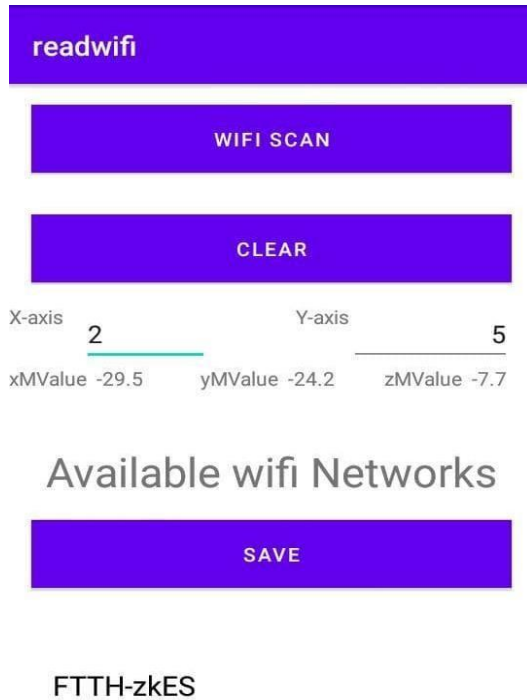 readwifi
WIFI SCAN
CLEAR
X-axis 2 Y-axis 5
xMValue -29.5 yMValue -24.2 zMValue -7.7
Available wifi Networks
SAVE
FTTH-zkES